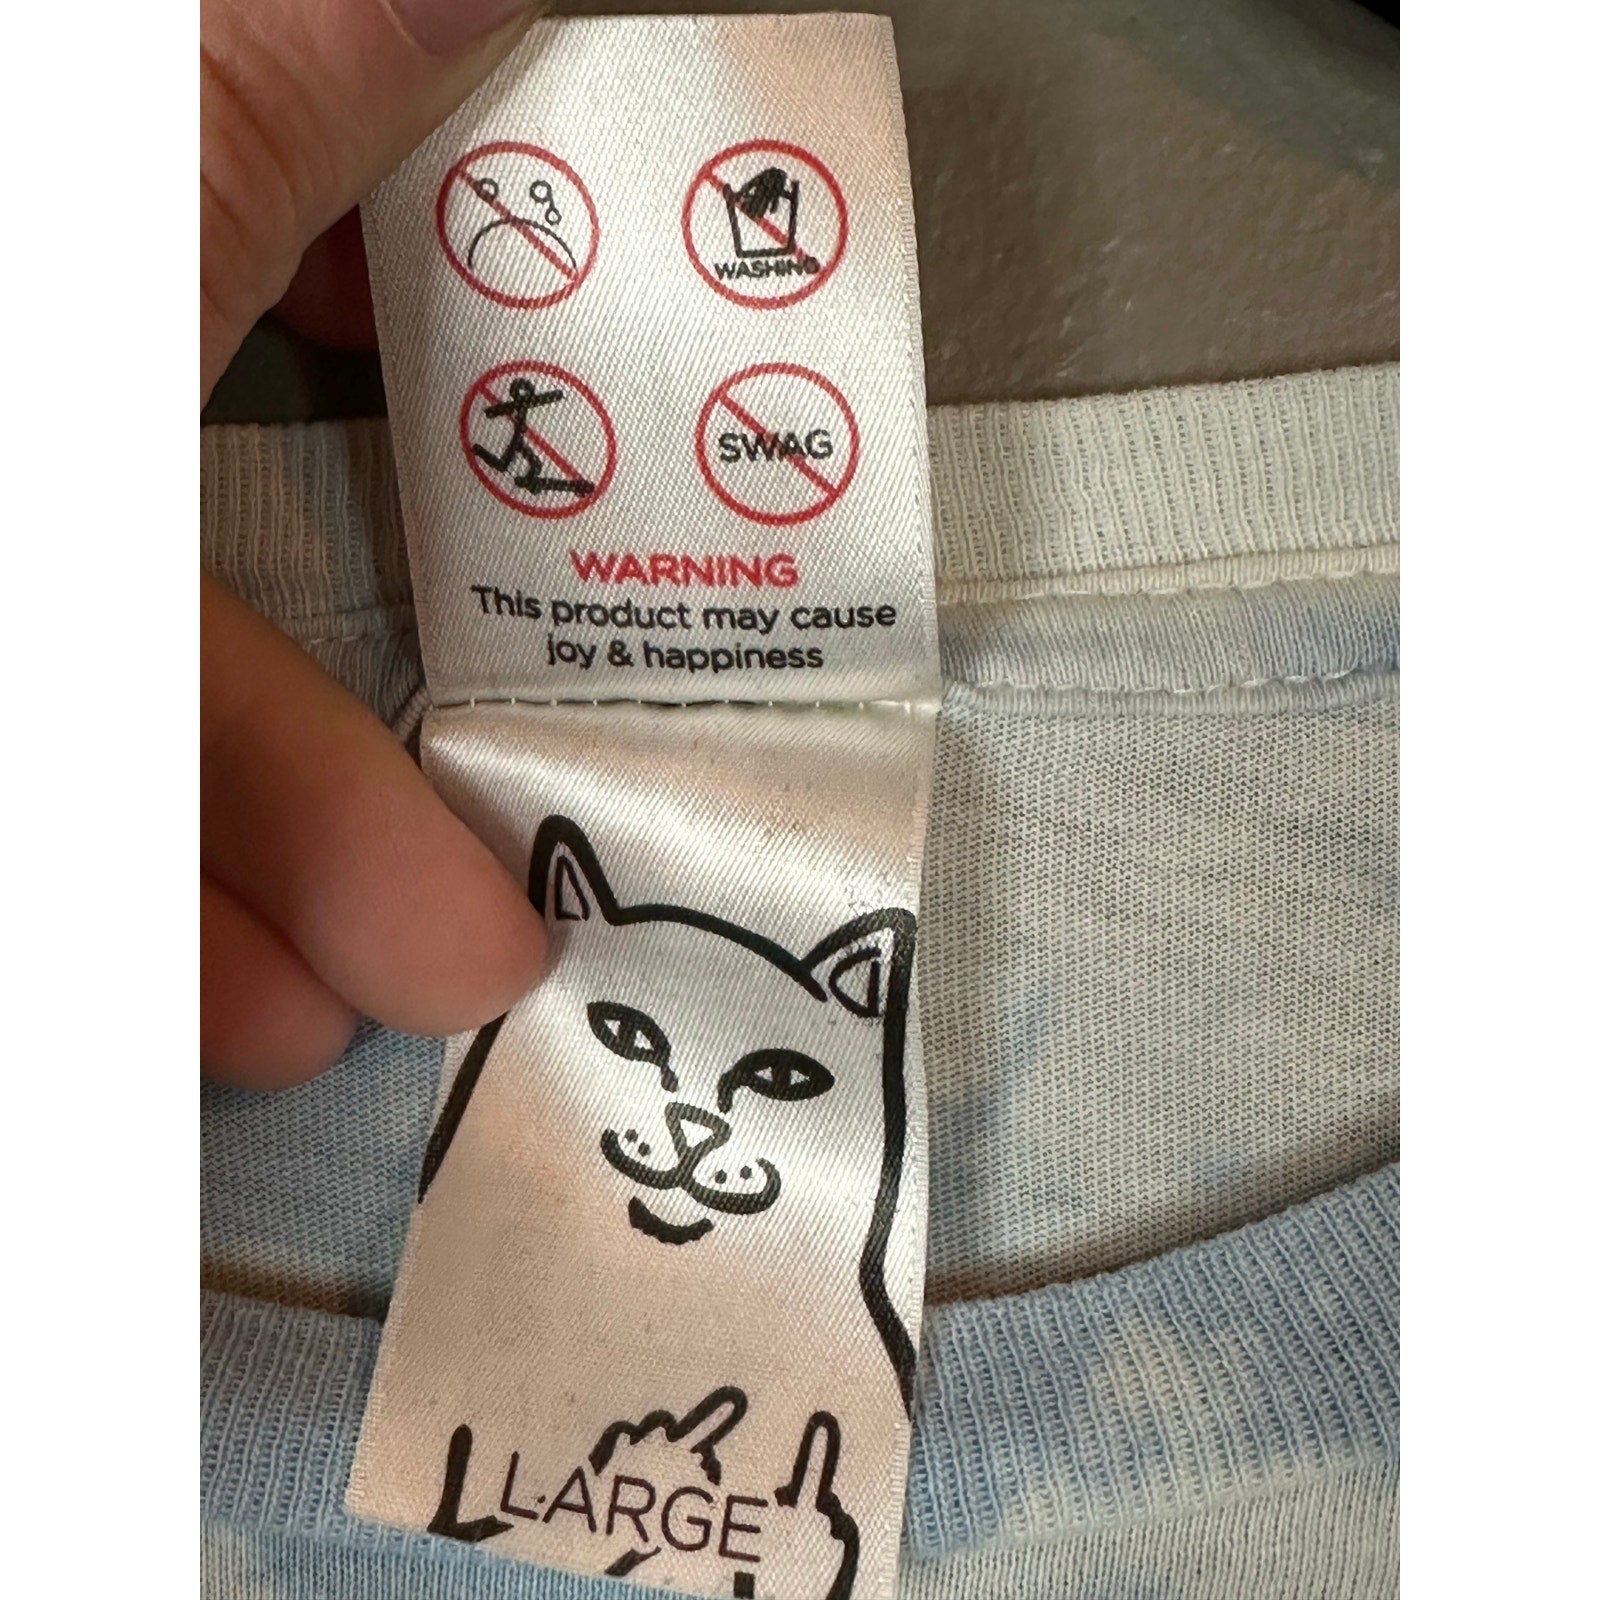 WASHING
SWAG
WARNING
This product may cause
joy & happiness
LARGE